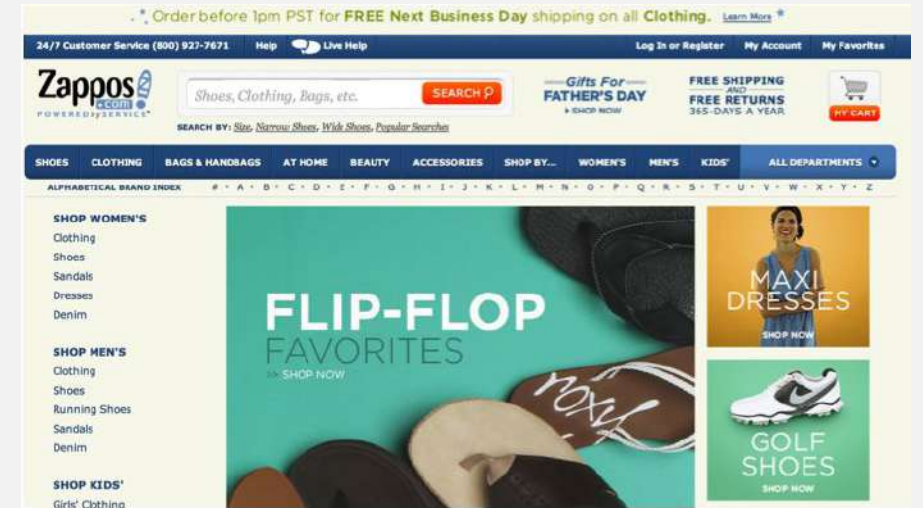 Order before 1pm PST for FREE Next Business Day shipping on all Clothing. Learn More
24/7 Customer Service (800) 927-7671 Help Live Help Log In or Register My Account My Favorites
Zappos
.com
POWERED by SERVICE
Shoes, Clothing, Bags, etc. SEARCH
SEARCH BY: Size, Narrow Shoes, Wide Shoes, Popular Searches
Gifts For
FATHER'S DAY
SHOP NOW
FREE SHIPPING
AND
FREE RETURNS
365-DAYS A YEAR
MY CART
SHOES CLOTHING BAGS & HANDBAGS AT HOME BEAUTY ACCESSORIES SHOP BY... WOMEN'S MEN'S KIDS' ALL DEPARTMENTS
ALPHABETICAL BRAND INDEX # • A • B • C • D • E • F • G • H • I • J • K • L • M • N • O • P • Q • R • S • T • U • V • W • X • Y • Z
SHOP WOMEN'S
Clothing
Shoes
Sandals
Dresses
Denim
SHOP MEN'S
Clothing
Shoes
Running Shoes
Sandals
Denim
SHOP KIDS'
Girls' Clothing
FLIP-FLOP
FAVORITES
>> SHOP NOW
roxy
MAXI
DRESSES
SHOP NOW
GOLF
SHOES
SHOP NOW